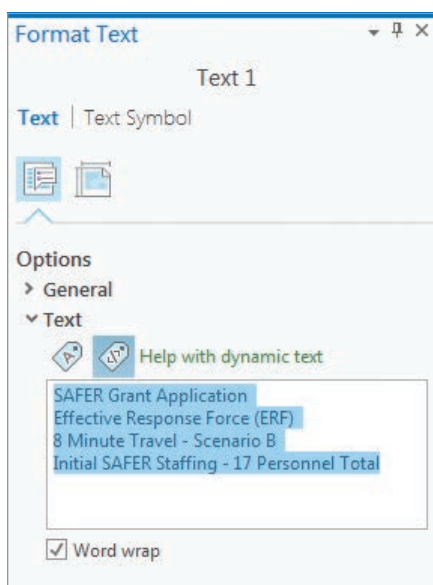 Format Text
Text 1
Text | Text Symbol
Options
General
Text
Help with dynamic text
SAFER Grant Application
Effective Response Force (ERF)
8 Minute Travel - Scenario B
Initial SAFER Staffing - 17 Personnel Total
Word wrap